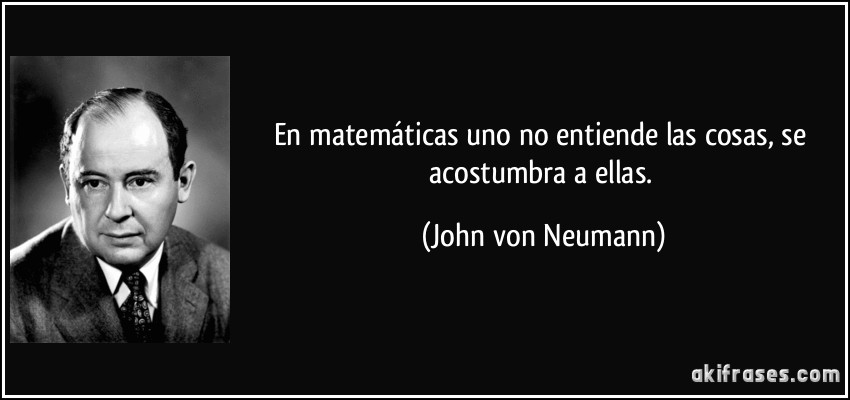 En matemáticas uno no entiende las cosas, se
acostumbra a ellas.
(John von Neumann)
akifrases.com